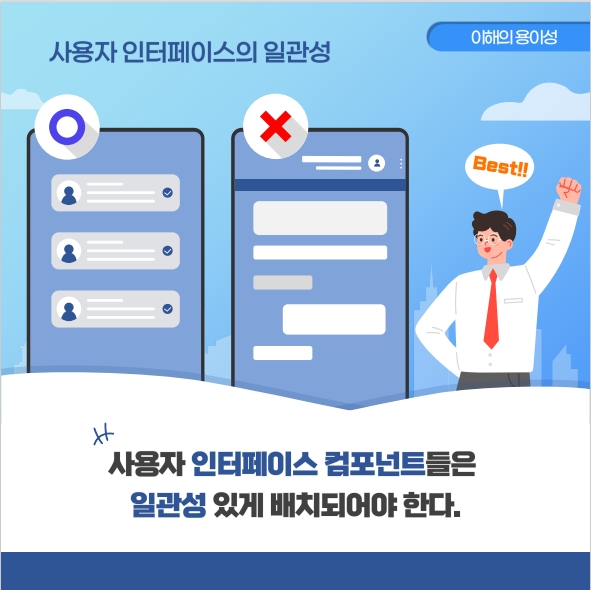 사용자 인터페이스의 일관성
이해의 용이성
Best!!
사용자 인터페이스 컴포넌트들은
일관성 있게 배치되어야 한다.